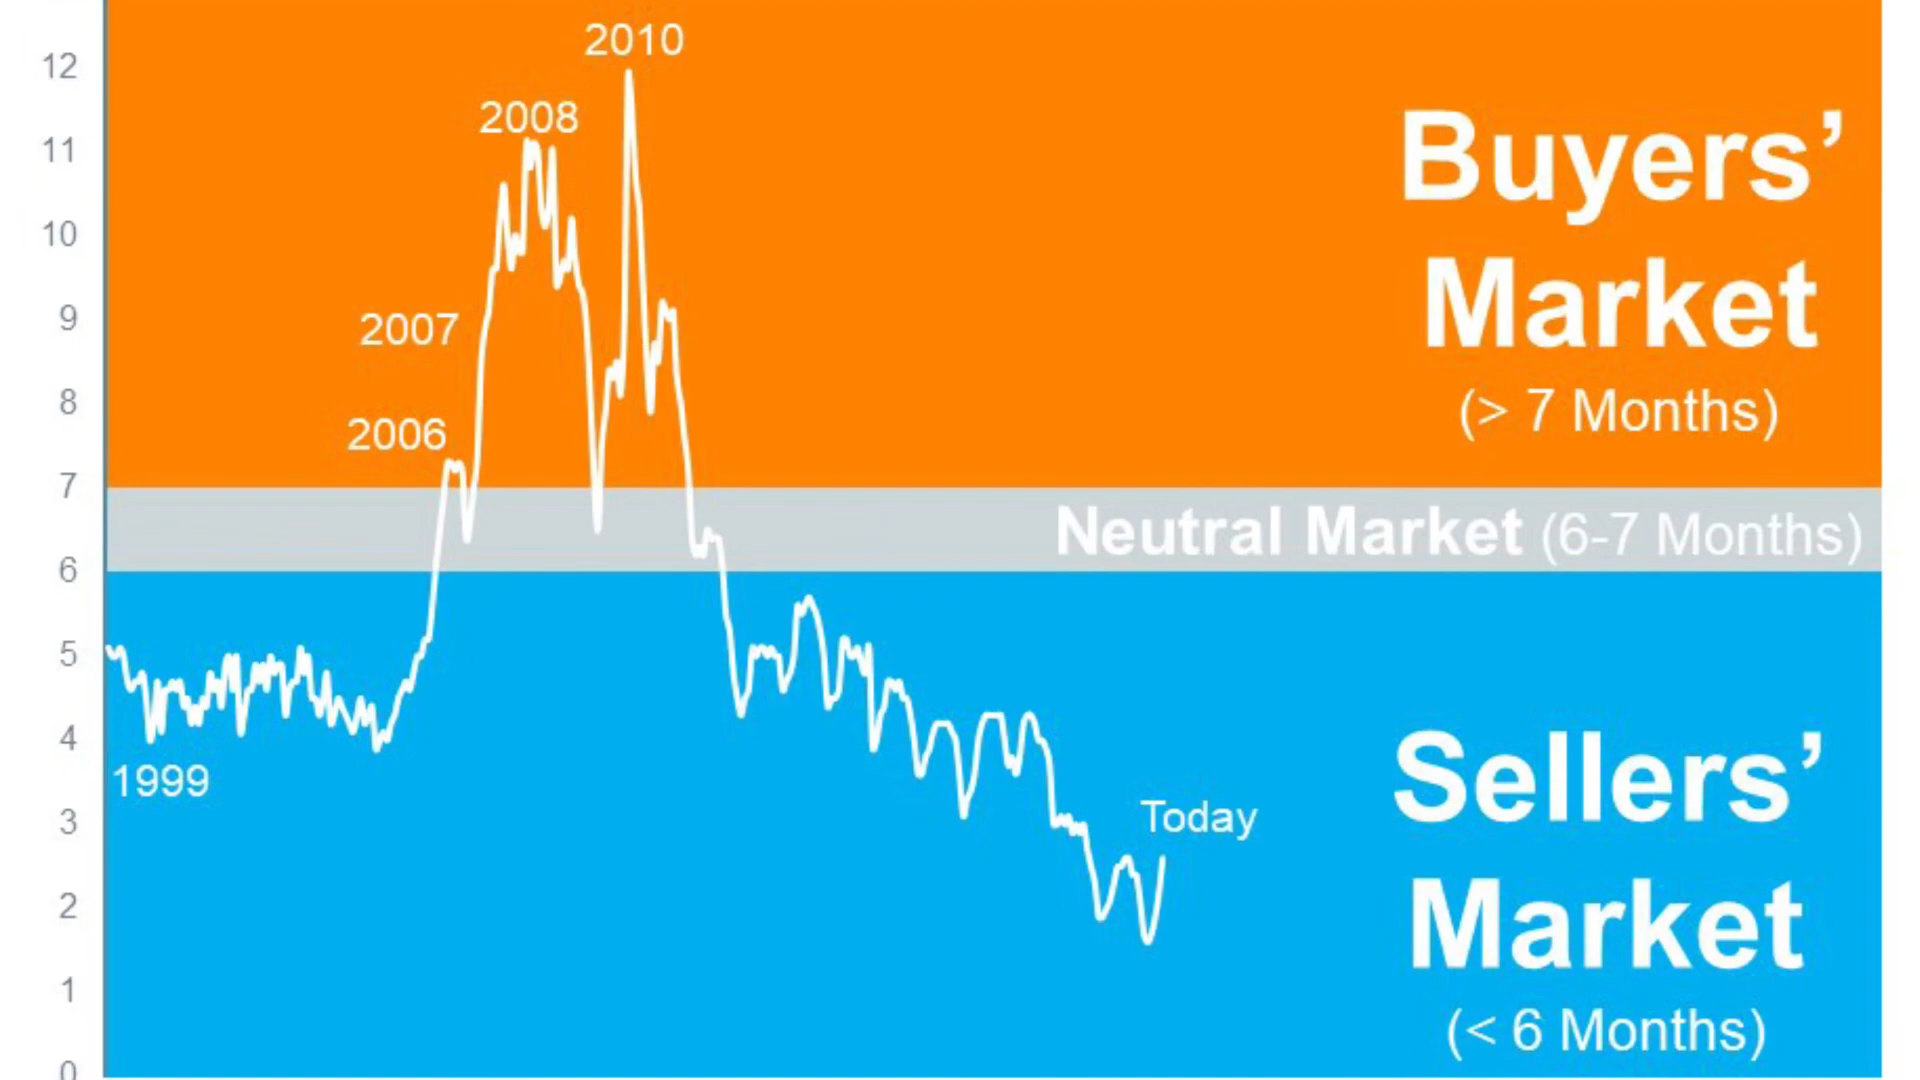 12
11
10
9
8
7
6
5
4
3
2
1
0
2010
2008
2007
2006
1999
Today
Buyers’
Market
(> 7 Months)
Neutral Market (6-7 Months)
Sellers’
Market
(< 6 Months)